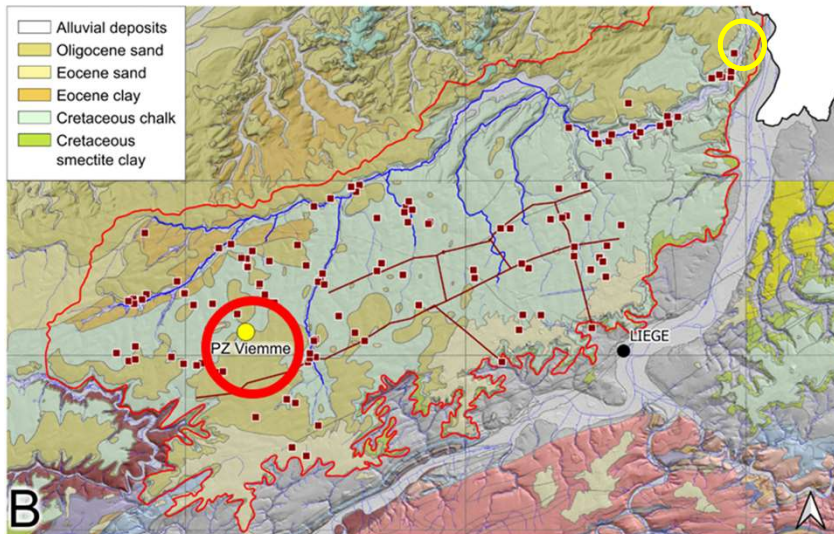 Alluvial deposits
Oligocene sand
Eocene sand
Eocene clay
Cretaceous chalk
Cretaceous
smectite clay
PZ Viemme
LIEGE
B